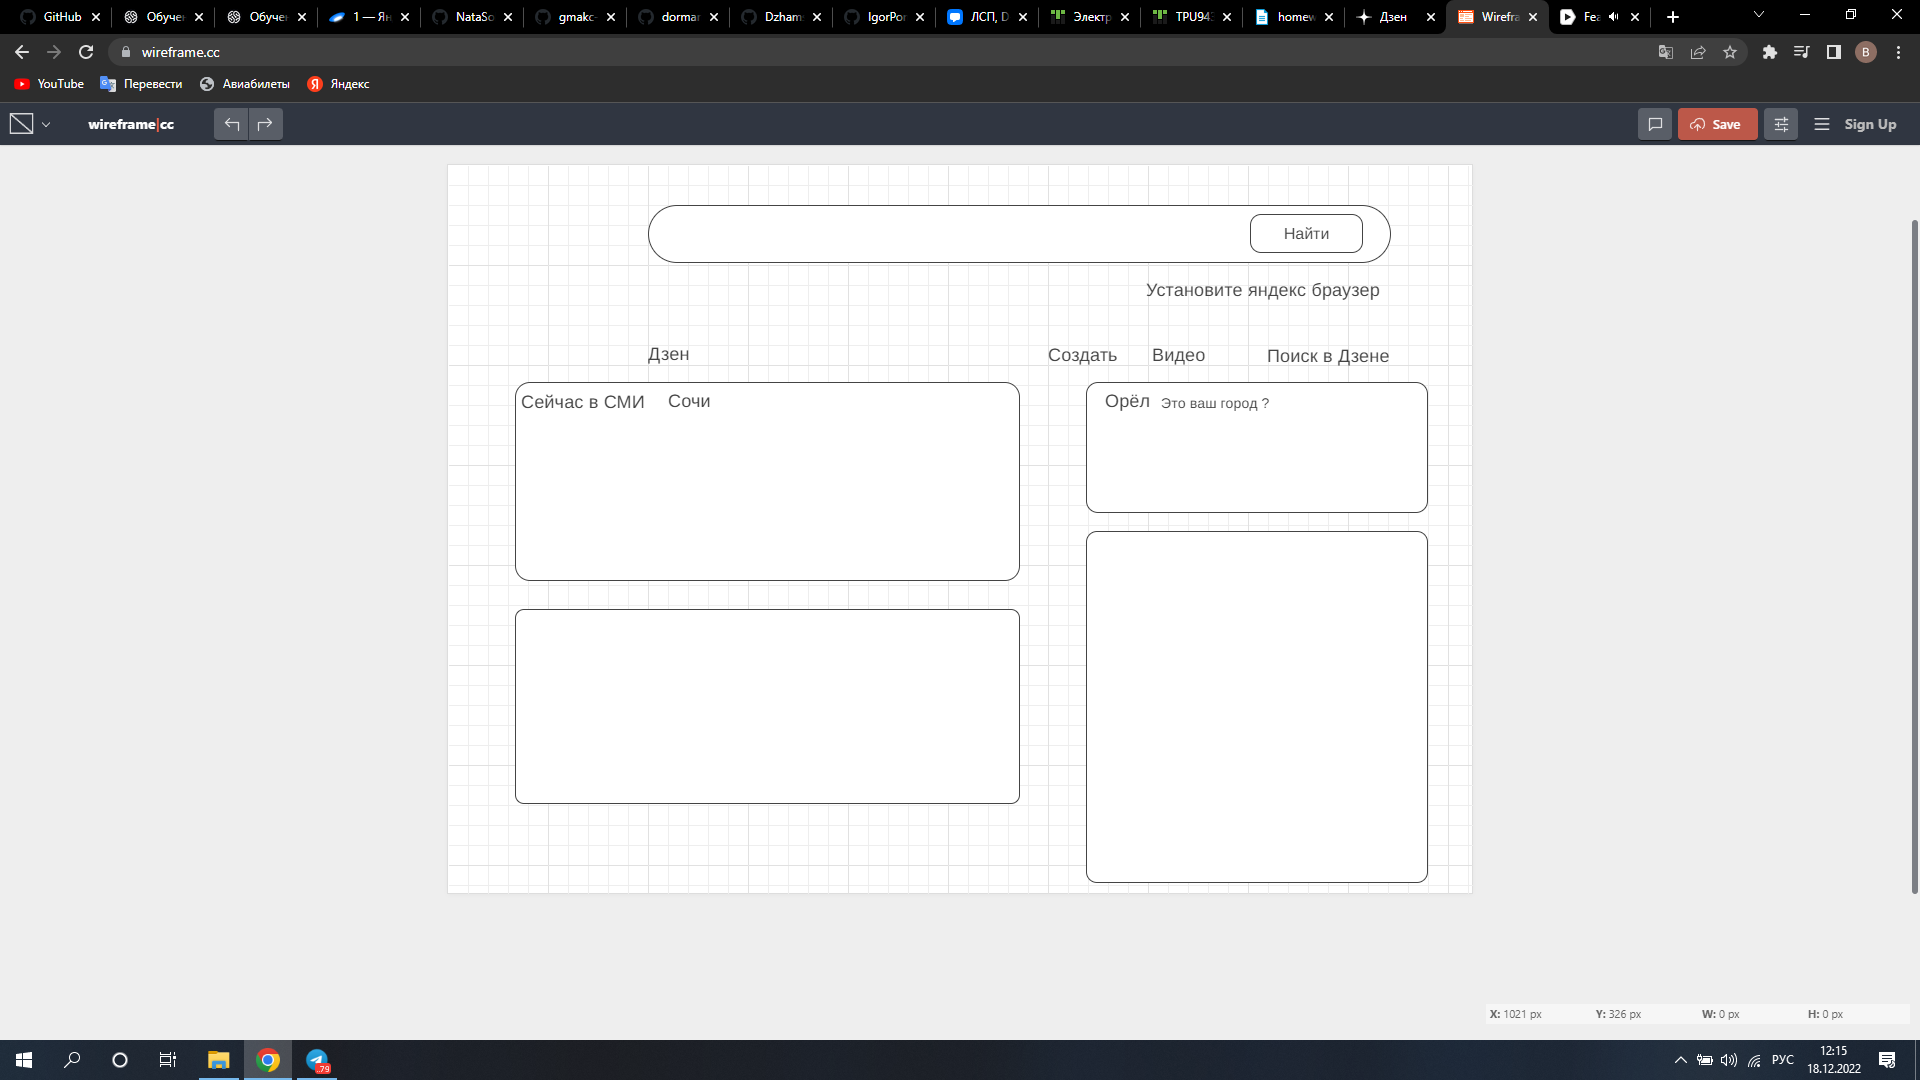 GitHub Обучен Обучен 1 — Ян NataSo gmakc- dormar Dzham IgorPor ЛСП, D Электр TPU943 homew Дзен Wirefra Fea
wireframe.cc
B
YouTube Перевести Авиабилеты Яндекс
wireframe|cc Save Sign Up
Найти
Установите яндекс браузер
Дзен Создать Видео Поиск в Дзене
Сейчас в СМИ Сочи
Орёл Это ваш город ?
X: 1021 px Y: 326 px W: 0 px H: 0 px
79
РУС
12:15
18.12.2022